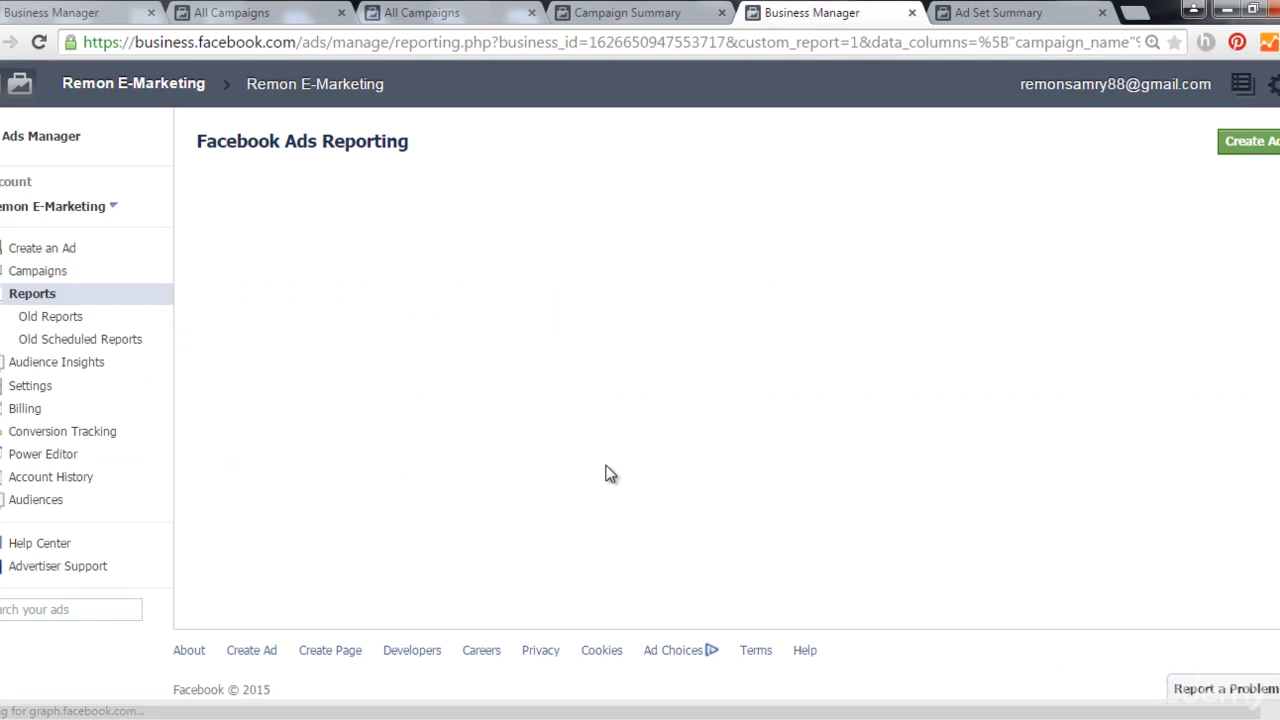 Business Manager
All Campaigns
All Campaigns
Campaign Summary
Business Manager
Ad Set Summary
https://business.facebook.com/ads/manage/reporting.php?business_id=1626650947553717&custom_report=1&data_columns=%5B"campaign_name"%
Remon E-Marketing > Remon E-Marketing
remonsamry88@gmail.com
Ads Manager
Facebook Ads Reporting
Create Ad
count
emon E-Marketing
Create an Ad
Campaigns
Reports
Old Reports
Old Scheduled Reports
Audience Insights
Settings
Billing
Conversion Tracking
Power Editor
Account History
Audiences
Help Center
Advertiser Support
rch your ads
About
Create Ad
Create Page
Developers
Careers
Privacy
Cookies
Ad Choices
Terms
Help
Facebook © 2015
Report a Problem
ng for graph.facebook.com...